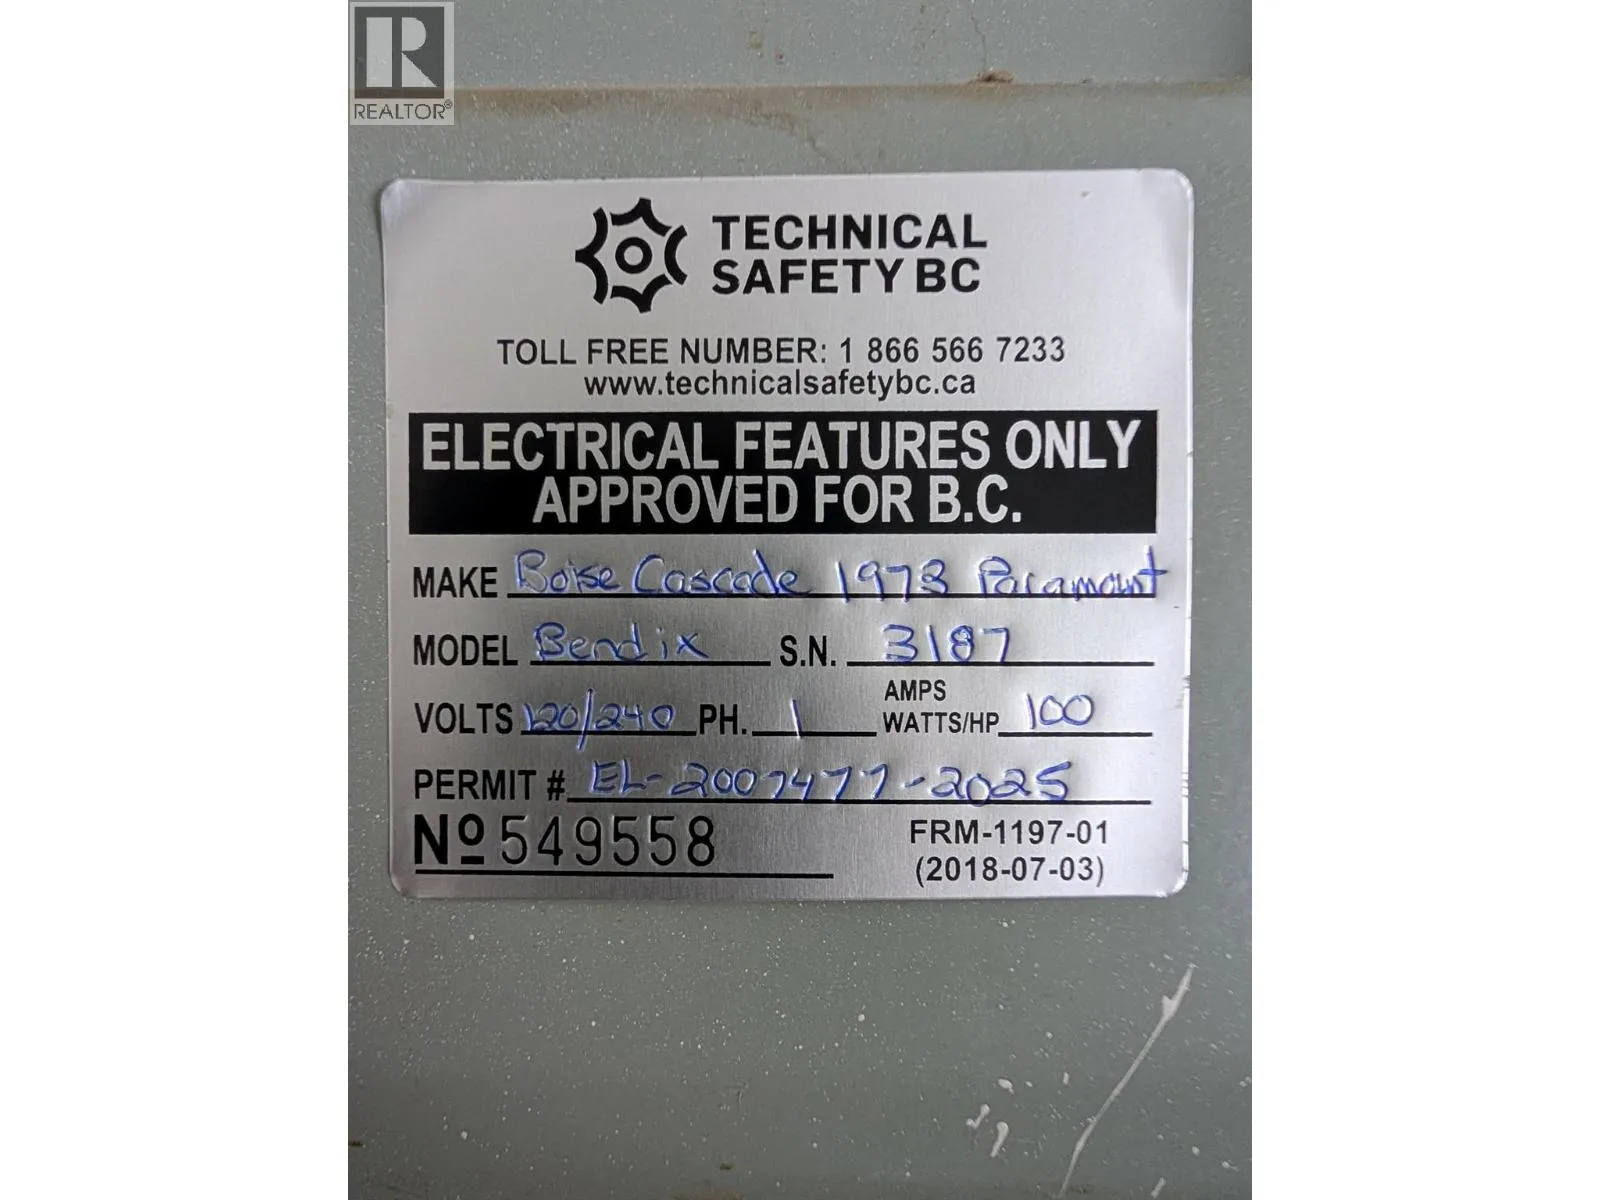 REALTOR®
TECHNICAL
SAFETY BC
TOLL FREE NUMBER: 1 866 566 7233
www.technicalsafetybc.ca
ELECTRICAL FEATURES ONLY
APPROVED FOR B.C.
MAKE Boise Cascade 1973 Paramount
MODEL Bendix S.N. 3187
VOLTS 120/240 PH. 1 AMPS WATTS/HP 100
PERMIT # EL-2007477-2025
Nº 549558
FRM-1197-01
(2018-07-03)